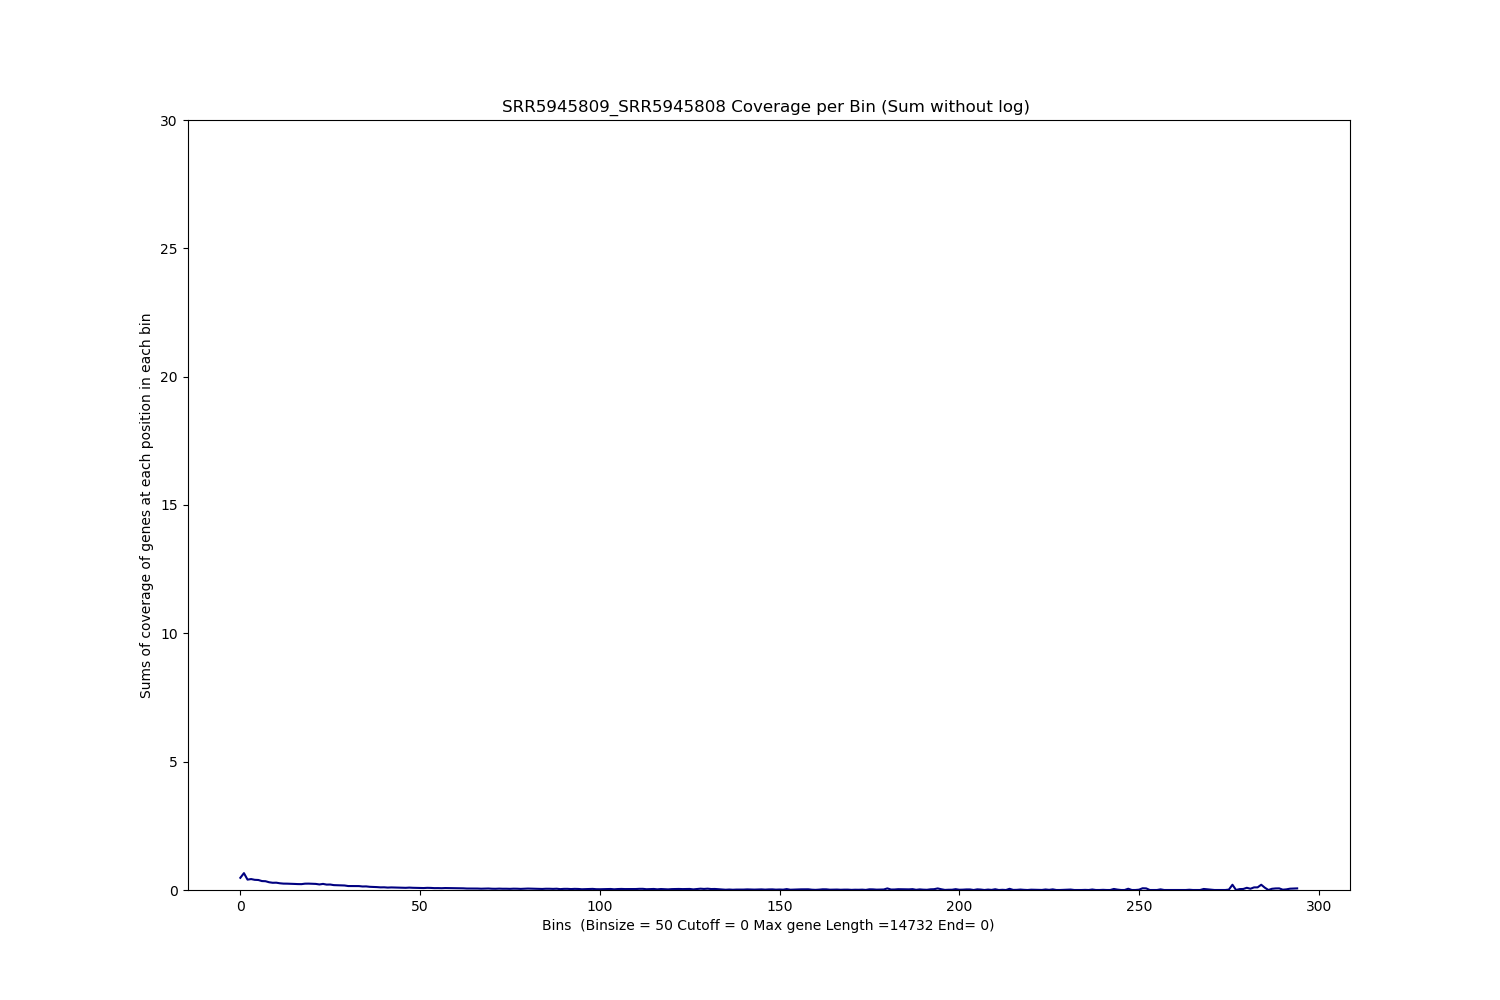 SRR5945809_SRR5945808 Coverage per Bin (Sum without log)
30
25
20
15
10
5
0
Sums of coverage of genes at each position in each bin
0 50 100 150 200 250 300
Bins  (Binsize = 50 Cutoff = 0 Max gene Length =14732 End= 0)